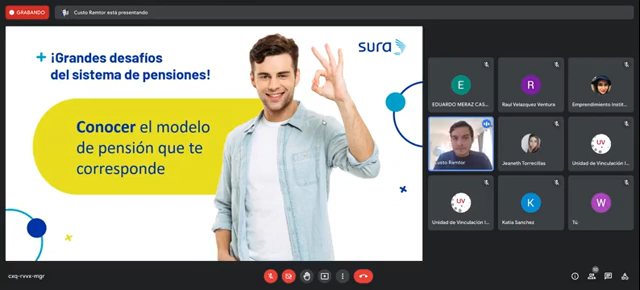 GRABANDO
Custo Ramtor está presentando
sura
¡Grandes desafíos
del sistema de pensiones!
Conocer el modelo
de pensión que te
corresponde
E
EDUARDO MERAZ CAS...
R
Raul Velazquez Ventura
Emprendimiento Instit...
Custo Ramtor
Jeaneth Torrecillas
UV
Unidad de Vinculación I...
UV
Unidad de Vinculación I...
K
Katia Sanchez
W
Tú
cxq-rvvx-mgr